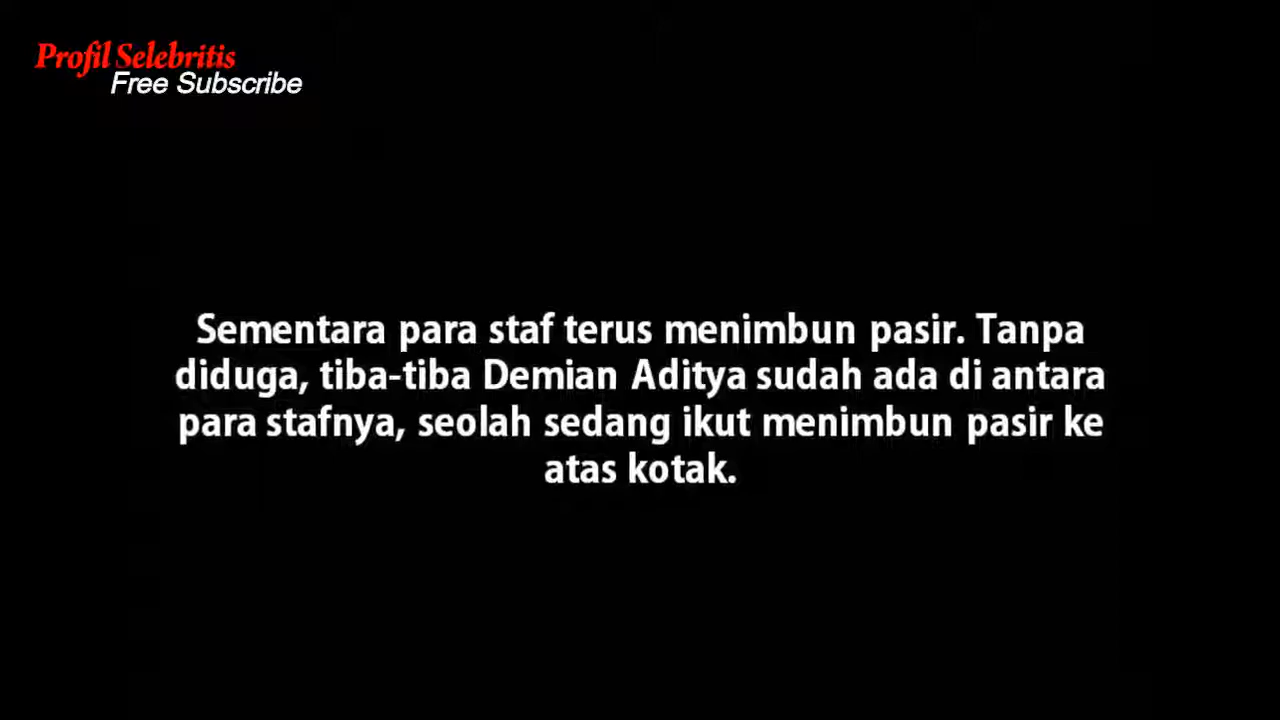 Profil Selebritis
Free Subscribe
Sementara para staf terus menimbun pasir. Tanpa
diduga, tiba-tiba Demian Aditya sudah ada di antara
para stafnya, seolah sedang ikut menimbun pasir ke
atas kotak.